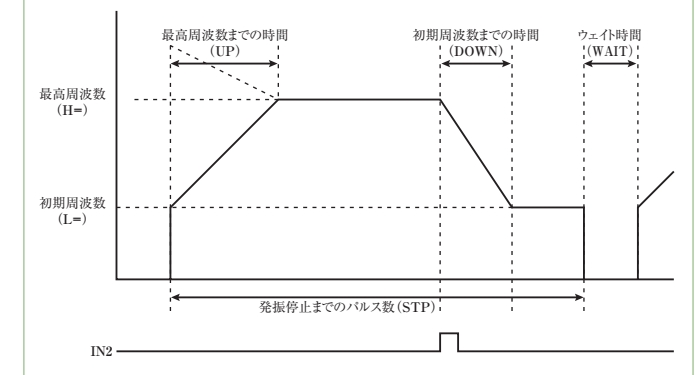 最高周波数までの時間
(UP)
初期周波数までの時間
(DOWN)
ウェイト時間
(WAIT)
最高周波数
(H=)
初期周波数
(L=)
発振停止までのパルス数(STP)
IN2